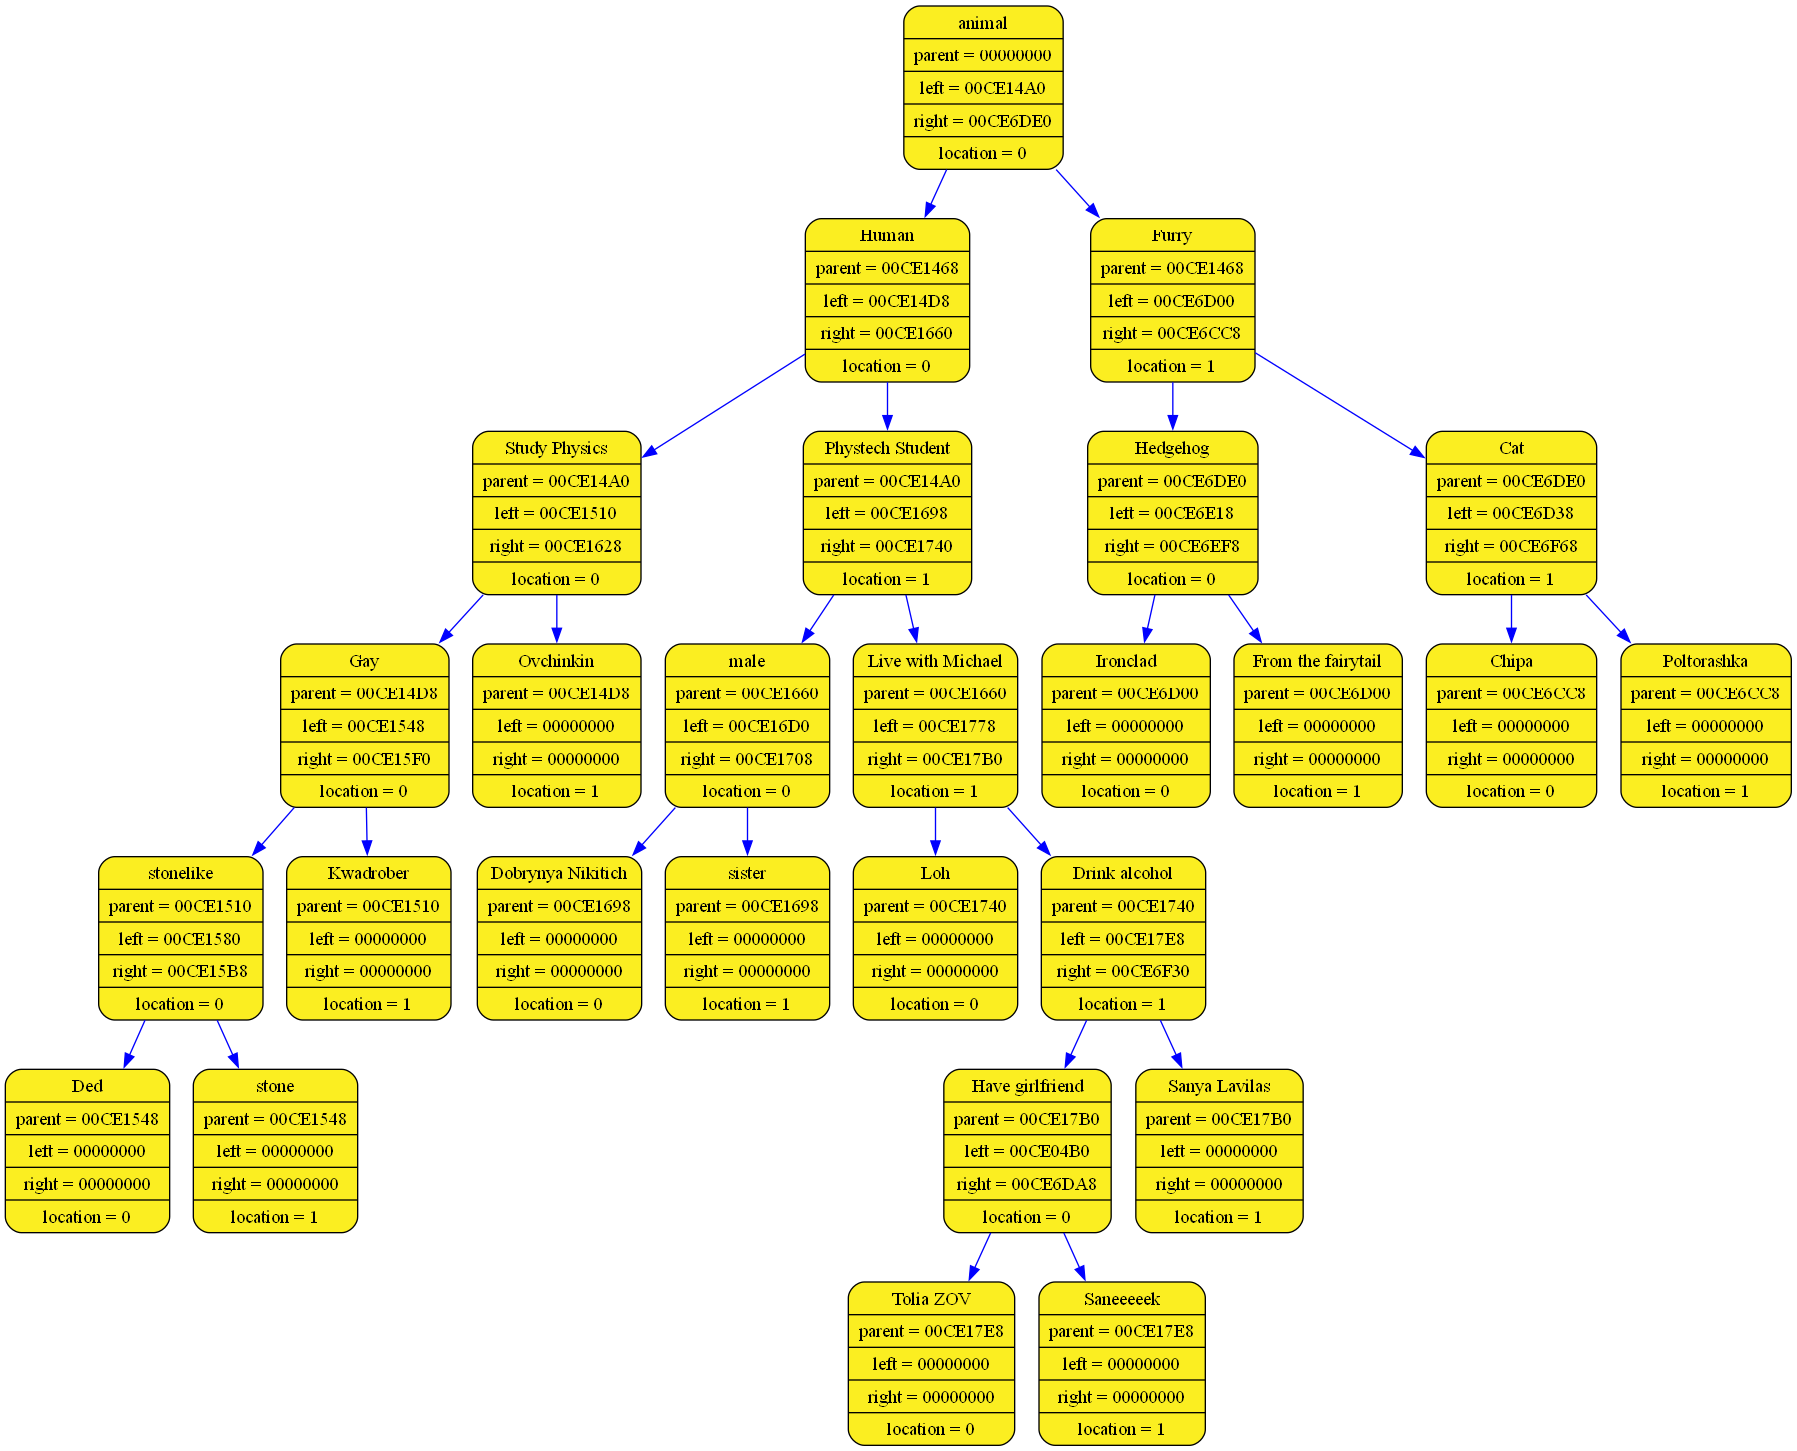 animal
parent = 00000000
left = 00CE14A0
right = 00CE6DE0
location = 0
Human
parent = 00CE1468
left = 00CE14D8
right = 00CE1660
location = 0
Furry
parent = 00CE1468
left = 00CE6D00
right = 00CE6CC8
location = 1
Study Physics
parent = 00CE14A0
left = 00CE1510
right = 00CE1628
location = 0
Phystech Student
parent = 00CE14A0
left = 00CE1698
right = 00CE1740
location = 1
Hedgehog
parent = 00CE6DE0
left = 00CE6E18
right = 00CE6EF8
location = 0
Cat
parent = 00CE6DE0
left = 00CE6D38
right = 00CE6F68
location = 1
Gay
parent = 00CE14D8
left = 00CE1548
right = 00CE15F0
location = 0
Ovchinkin
parent = 00CE14D8
left = 00000000
right = 00000000
location = 1
male
parent = 00CE1660
left = 00CE16D0
right = 00CE1708
location = 0
Live with Michael
parent = 00CE1660
left = 00CE1778
right = 00CE17B0
location = 1
Ironclad
parent = 00CE6D00
left = 00000000
right = 00000000
location = 0
From the fairytail
parent = 00CE6D00
left = 00000000
right = 00000000
location = 1
Chipa
parent = 00CE6CC8
left = 00000000
right = 00000000
location = 0
Poltorashka
parent = 00CE6CC8
left = 00000000
right = 00000000
location = 1
stonelike
parent = 00CE1510
left = 00CE1580
right = 00CE15B8
location = 0
Kwadrober
parent = 00CE1510
left = 00000000
right = 00000000
location = 1
Dobrynya Nikitich
parent = 00CE1698
left = 00000000
right = 00000000
location = 0
sister
parent = 00CE1698
left = 00000000
right = 00000000
location = 1
Loh
parent = 00CE1740
left = 00000000
right = 00000000
location = 0
Drink alcohol
parent = 00CE1740
left = 00CE17E8
right = 00CE6F30
location = 1
Ded
parent = 00CE1548
left = 00000000
right = 00000000
location = 0
stone
parent = 00CE1548
left = 00000000
right = 00000000
location = 1
Have girlfriend
parent = 00CE17B0
left = 00CE04B0
right = 00CE6DA8
location = 0
Sanya Lavilas
parent = 00CE17B0
left = 00000000
right = 00000000
location = 1
Tolia ZOV
parent = 00CE17E8
left = 00000000
right = 00000000
location = 0
Saneeeeek
parent = 00CE17E8
left = 00000000
right = 00000000
location = 1